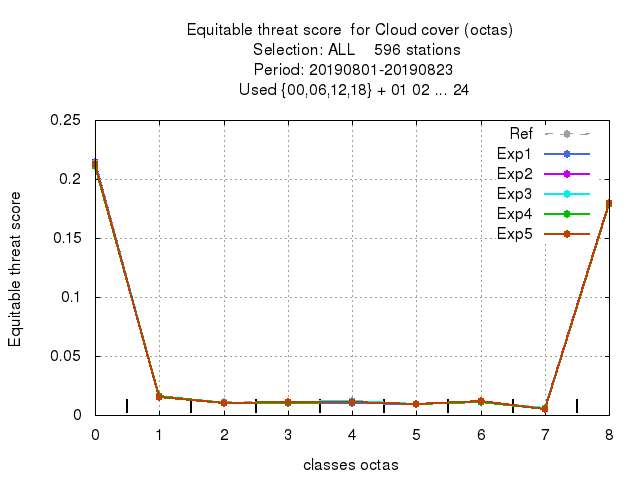 Equitable threat score  for Cloud cover (octas)
Selection: ALL    596 stations
Period: 20190801-20190823
Used {00,06,12,18} + 01 02 ... 24
Equitable threat score
0.25
0.2
0.15
0.1
0.05
0
Ref
Exp1
Exp2
Exp3
Exp4
Exp5
0 1 2 3 4 5 6 7 8
classes octas